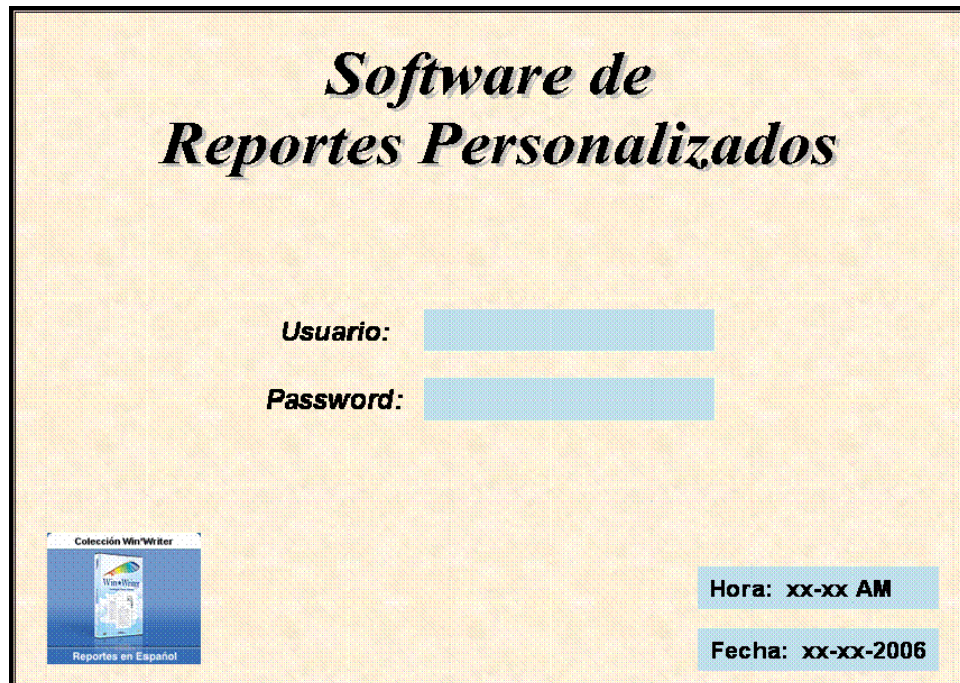 Software de
Reportes Personalizados
Usuario:
Password:
Colección Win*Writer
Win*Writer
Reportes en Español
Hora: xx-xx AM
Fecha: xx-xx-2006